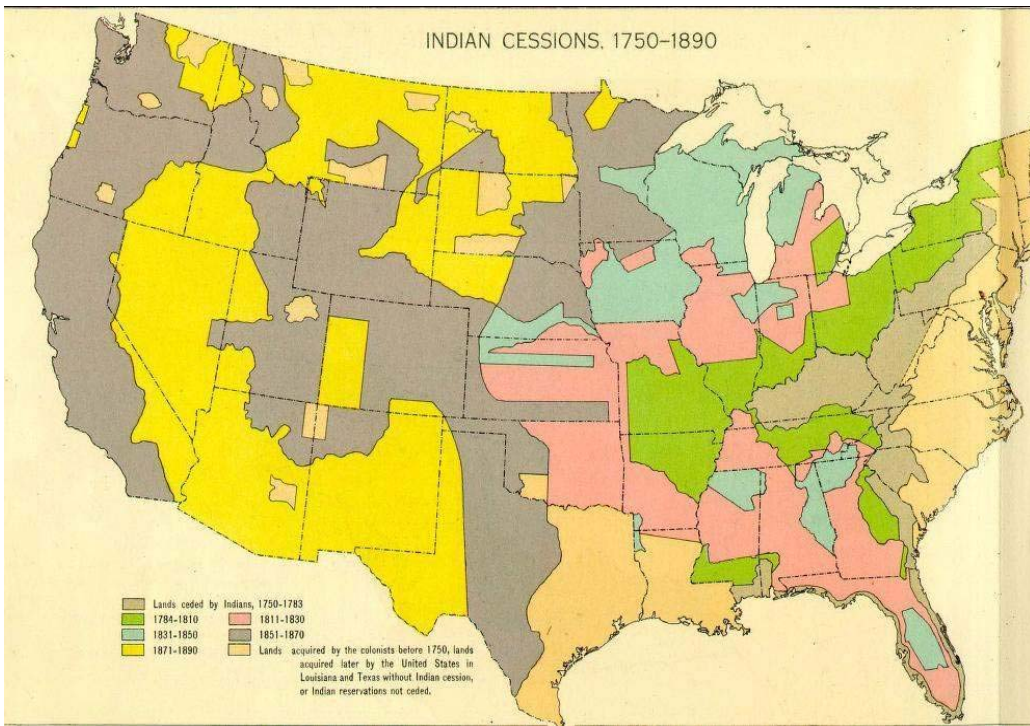 INDIAN CESSIONS, 1750–1890
Lands ceded by Indians, 1750-1783
1784-1810
1811-1830
1831-1850
1851-1870
1871-1890
Lands acquired by the colonists before 1750, lands
acquired later by the United States in
Louisiana and Texas without Indian cession,
or Indian reservations not ceded.